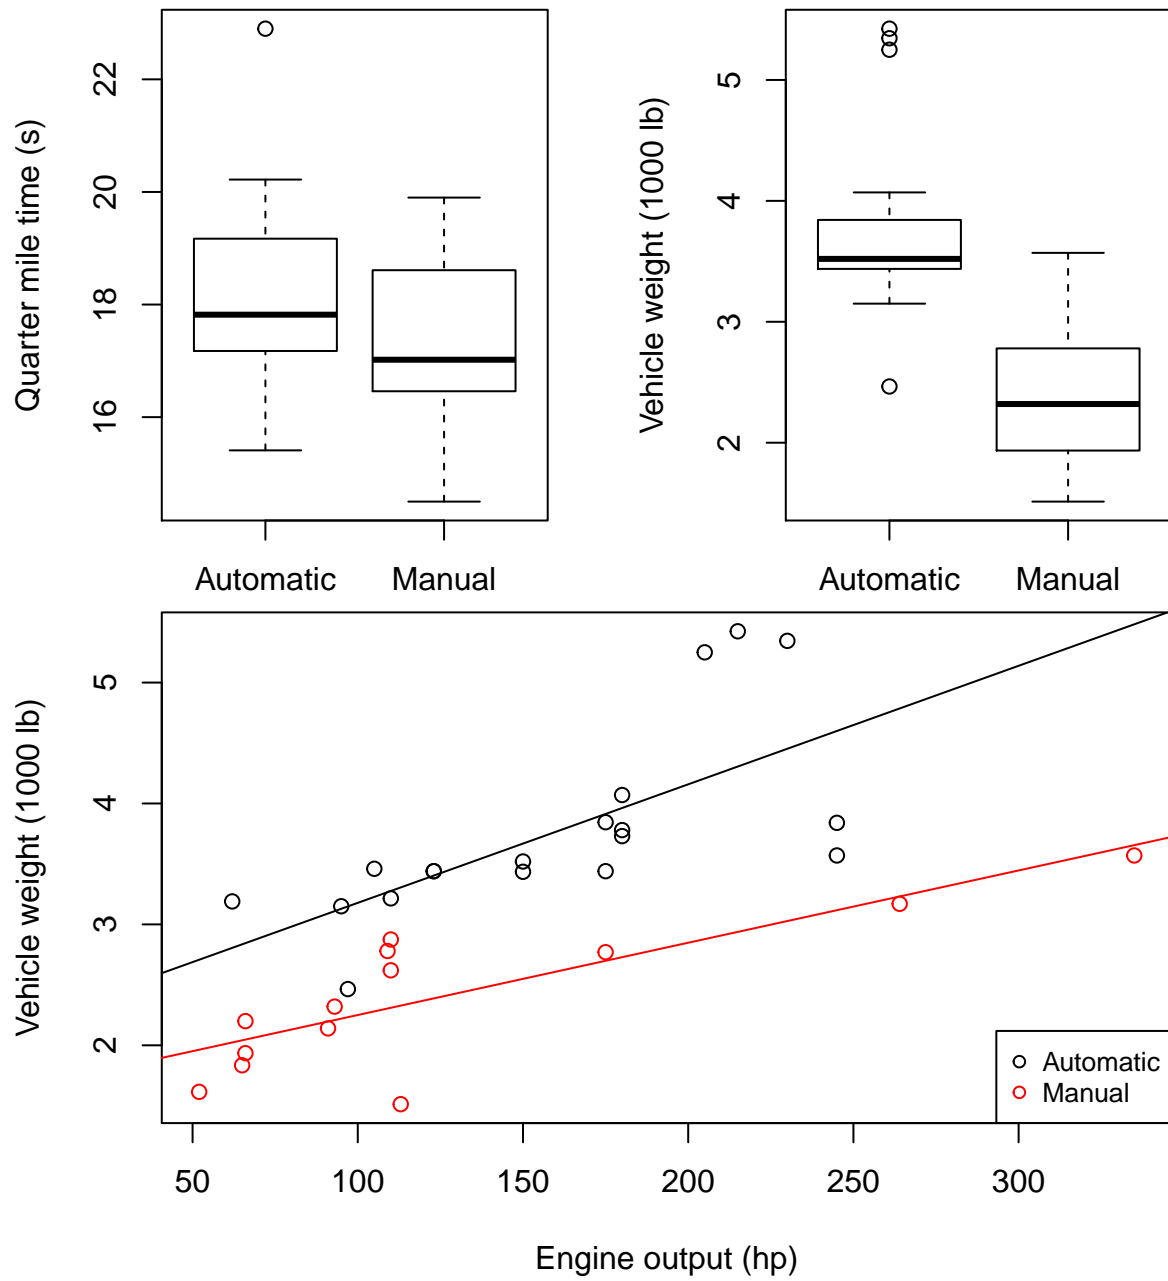 Quarter mile time (s)
22
20
18
16
Automatic Manual
Vehicle weight (1000 lb)
5
4
3
2
Automatic Manual
Vehicle weight (1000 lb)
5
4
3
2
Automatic
Manual
50 100 150 200 250 300
Engine output (hp)